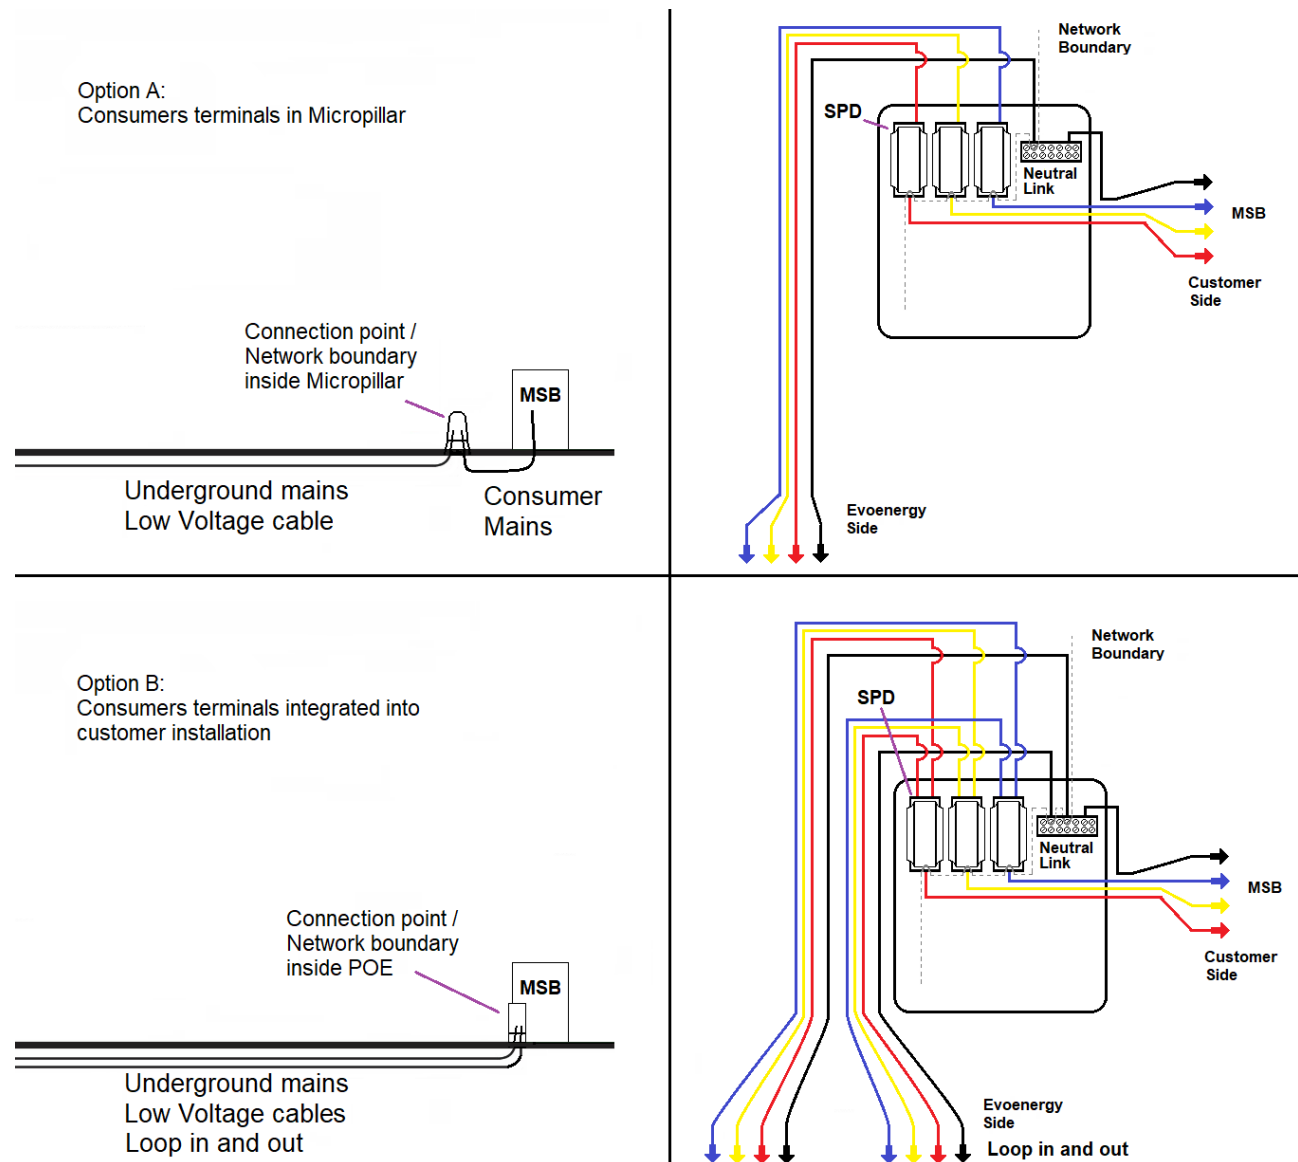 Option A:
Consumers terminals in Micropillar
Connection point /
Network boundary
inside Micropillar
MSB
Underground mains
Low Voltage cable
Consumer
Mains
Network
Boundary
SPD
Neutral
Link
MSB
Customer
Side
Evoenergy
Side
Option B:
Consumers terminals integrated into
customer installation
Connection point /
Network boundary
inside POE
MSB
Underground mains
Low Voltage cables
Loop in and out
Network
Boundary
SPD
Neutral
Link
MSB
Customer
Side
Evoenergy
Side
Loop in and out